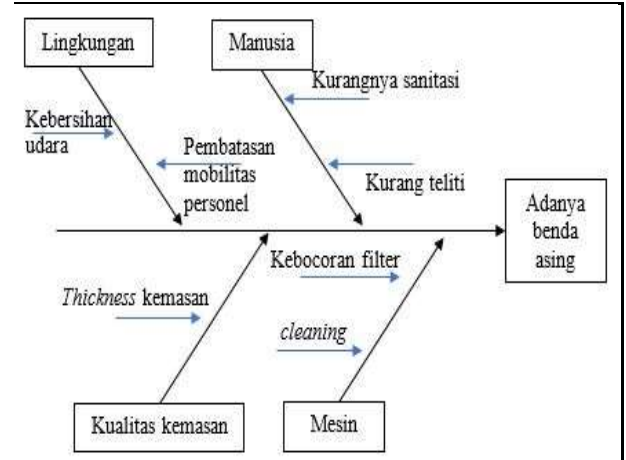 Lingkungan
Manusia
Kurangnya sanitasi
Kebersihan
udara
Pembatasan
mobilitas
personel
Kurang teliti
Adanya
benda
asing
Kebocoran filter
Thickness kemasan
cleaning
Kualitas kemasan
Mesin